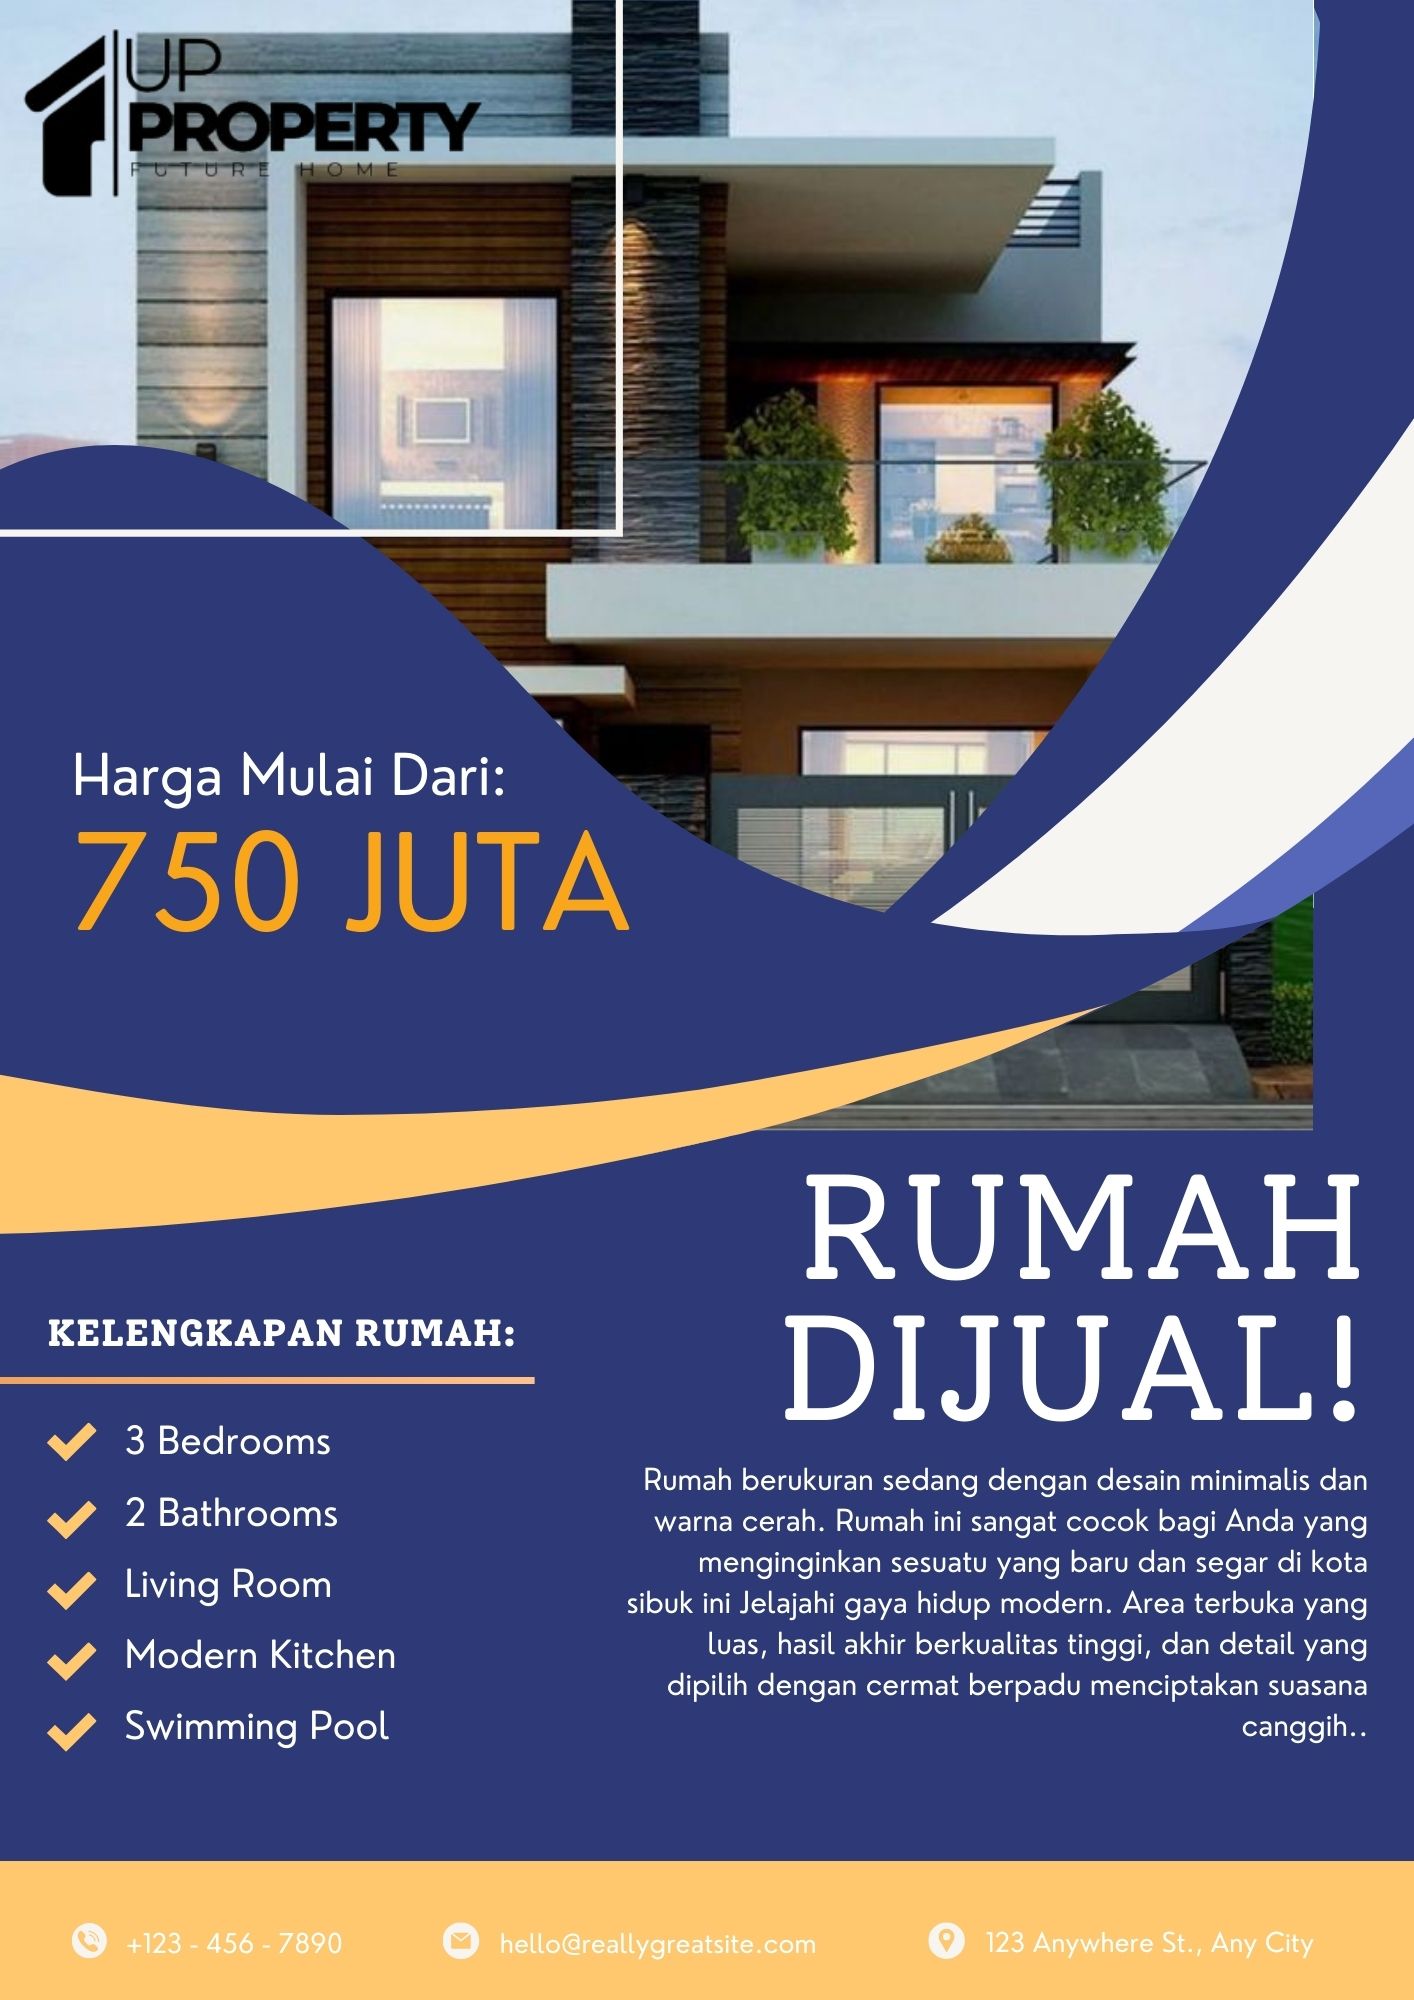 UP
PROPERTY
FUTURE HOME
Harga Mulai Dari:
750 JUTA
RUMAH
DIJUAL!
KELENGKAPAN RUMAH:
3 Bedrooms
2 Bathrooms
Living Room
Modern Kitchen
Swimming Pool
Rumah berukuran sedang dengan desain minimalis dan
warna cerah. Rumah ini sangat cocok bagi Anda yang
menginginkan sesuatu yang baru dan segar di kota
sibuk ini Jelajahi gaya hidup modern. Area terbuka yang
luas, hasil akhir berkualitas tinggi, dan detail yang
dipilih dengan cermat berpadu menciptakan suasana
canggih..
+123 - 456 - 7890
hello@reallygreatsite.com
123 Anywhere St., Any City